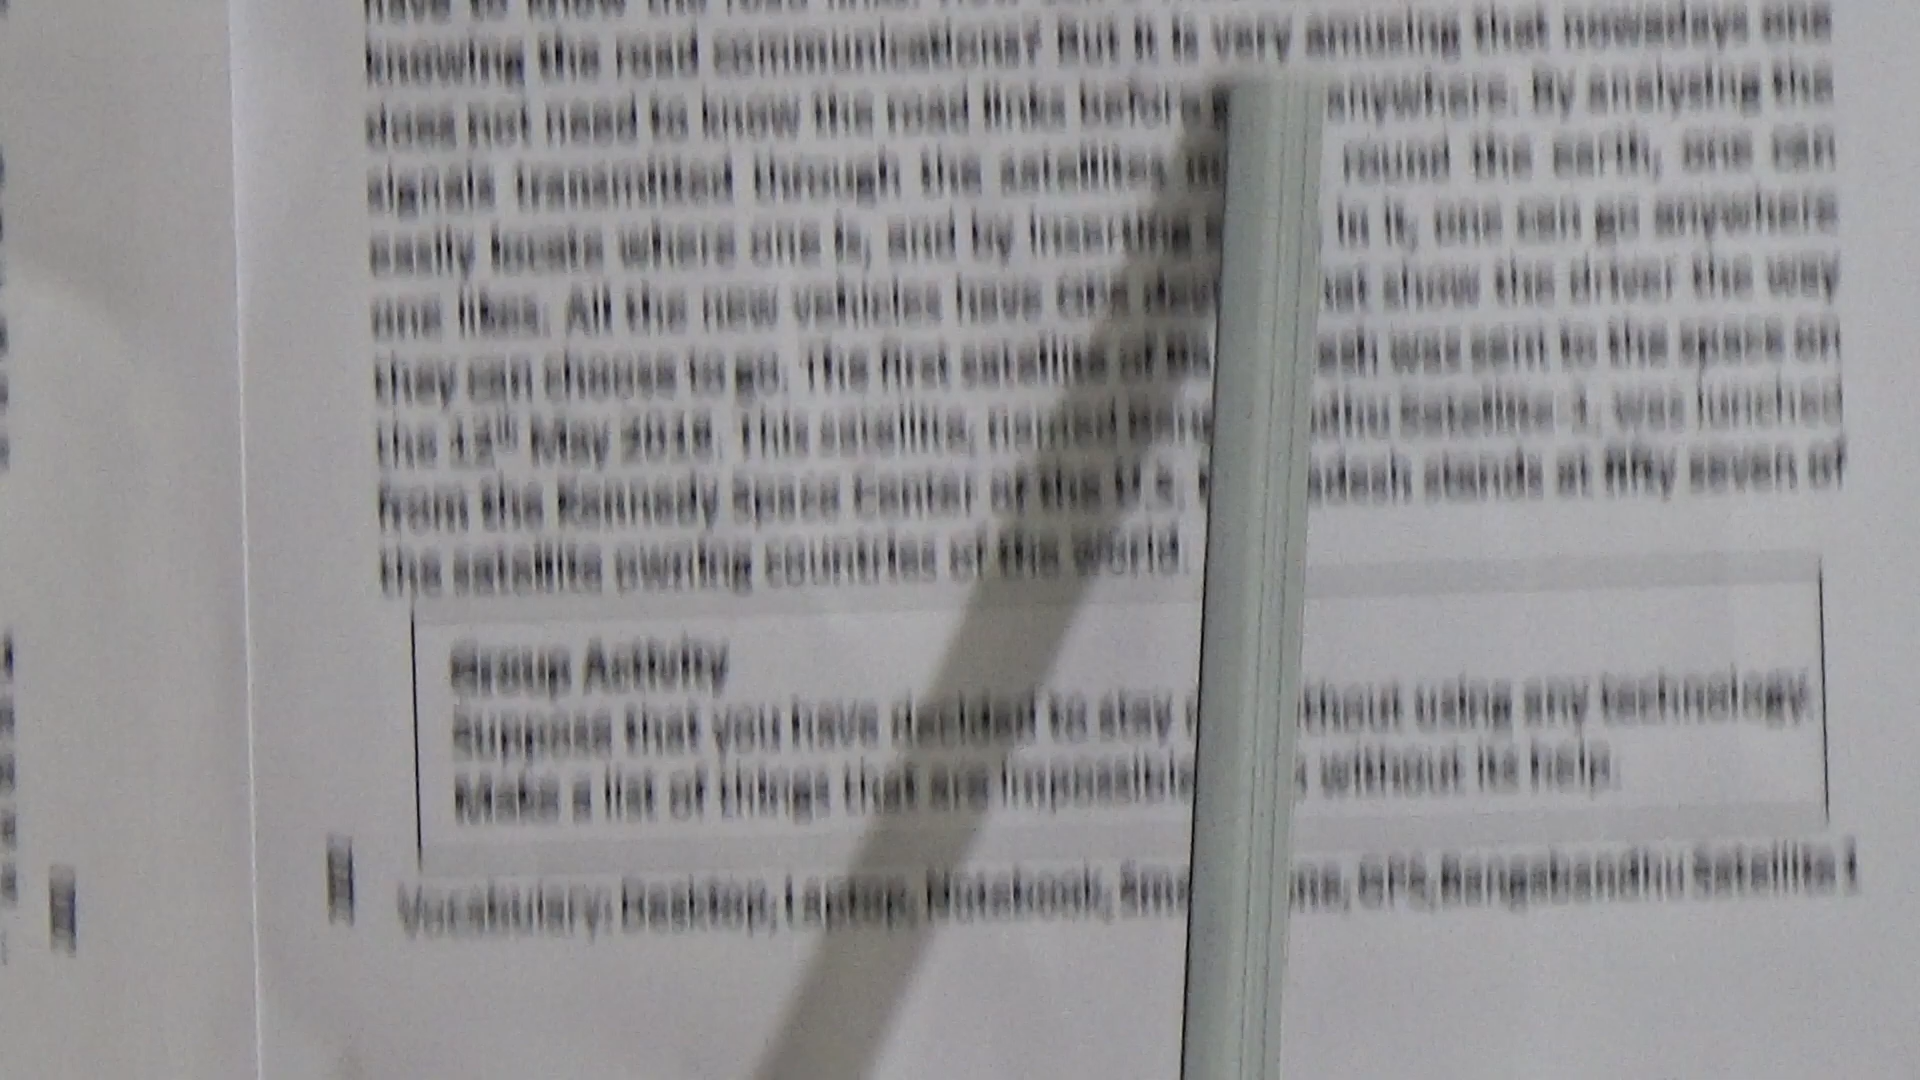 knowing the road communications? But it is very amusing that nowadays one
does not need to know the road links before anywhere. By analysing the
signals transmitted through the satellites round the earth, one can
easily locate where one is, and by inserting in it, one can go anywhere
one likes. All the new vehicles have show the driver the way
they can choose to go. The first satellite of was sent to the space on
the 12th May 2018. This satellite, named Satellite-1, was lunched
from the Kennedy Space Center of the U.S. stands at fifty seven of
the satellite owning countries of the world.
Group Activity
Suppose that you have decided to stay using any technology.
Make a list of things that are impossible without its help.
Vocabulary: Desktop, Laptop, Notebook, GPS, Bangabandhu Satellite 1